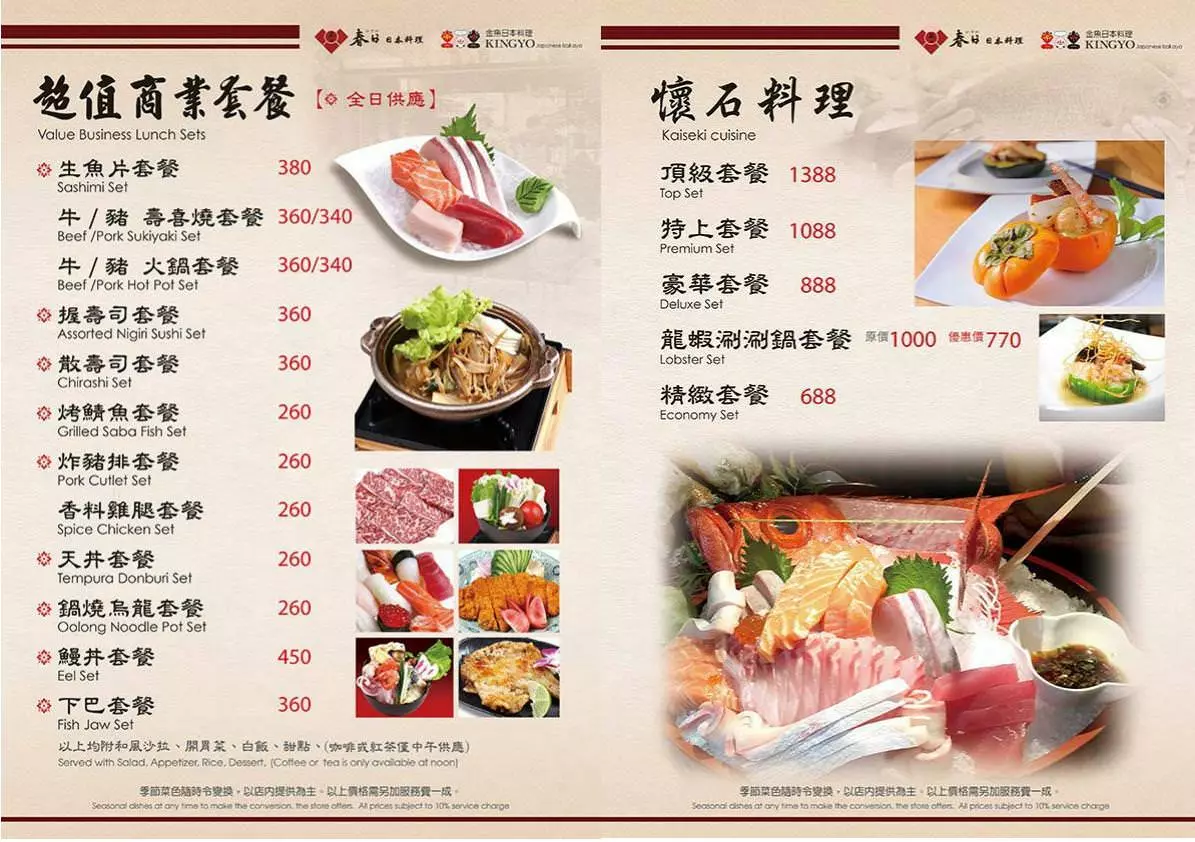 春日 日本料理
金魚日本料理
KINGYO Japanese Izakaya
超值商業套餐【全日供應】
Value Business Lunch Sets
生魚片套餐 380
Sashimi Set
牛 / 豬 壽喜燒套餐 360/340
Beef /Pork Sukiyaki Set
牛 / 豬 火鍋套餐 360/340
Beef /Pork Hot Pot Set
握壽司套餐 360
Assorted Nigiri Sushi Set
散壽司套餐 360
Chirashi Set
烤鯖魚套餐 260
Grilled Saba Fish Set
炸豬排套餐 260
Pork Cutlet Set
香料雞腿套餐 260
Spice Chicken Set
天丼套餐 260
Tempura Donburi Set
鍋燒烏龍套餐 260
Oolong Noodle Pot Set
鰻丼套餐 450
Eel Set
下巴套餐 360
Fish Jaw Set
以上均附和風沙拉、開胃菜、白飯、甜點、(咖啡或紅茶僅中午供應)
Served with Salad, Appetizer, Rice, Dessert, (Coffee or tea is only available at noon)
季節菜色隨時令變換，以店內提供為主。以上價格需另加服務費一成。
Seasonal dishes at any time to make the conversion, the store offers. All prices subject to 10% service charge
春日 日本料理
金魚日本料理
KINGYO Japanese Izakaya
懷石料理
Kaiseki cuisine
頂級套餐 1388
Top Set
特上套餐 1088
Premium Set
豪華套餐 888
Deluxe Set
龍蝦涮涮鍋套餐 原價1000 優惠價770
Lobster Set
精緻套餐 688
Economy Set
季節菜色隨時令變換，以店內提供為主。以上價格需另加服務費一成。
Seasonal dishes at any time to make the conversion, the store offers. All prices subject to 10% service charge